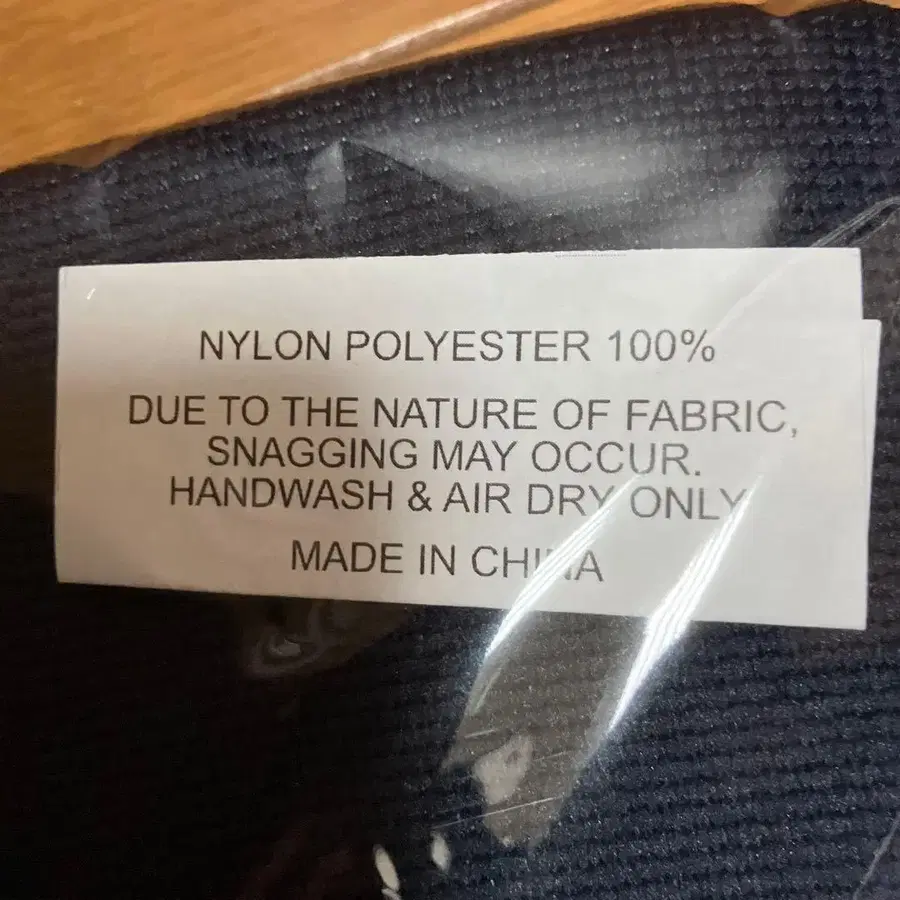 NYLON POLYESTER 100%
DUE TO THE NATURE OF FABRIC,
SNAGGING MAY OCCUR.
HANDWASH & AIR DRY ONLY
MADE IN CHINA